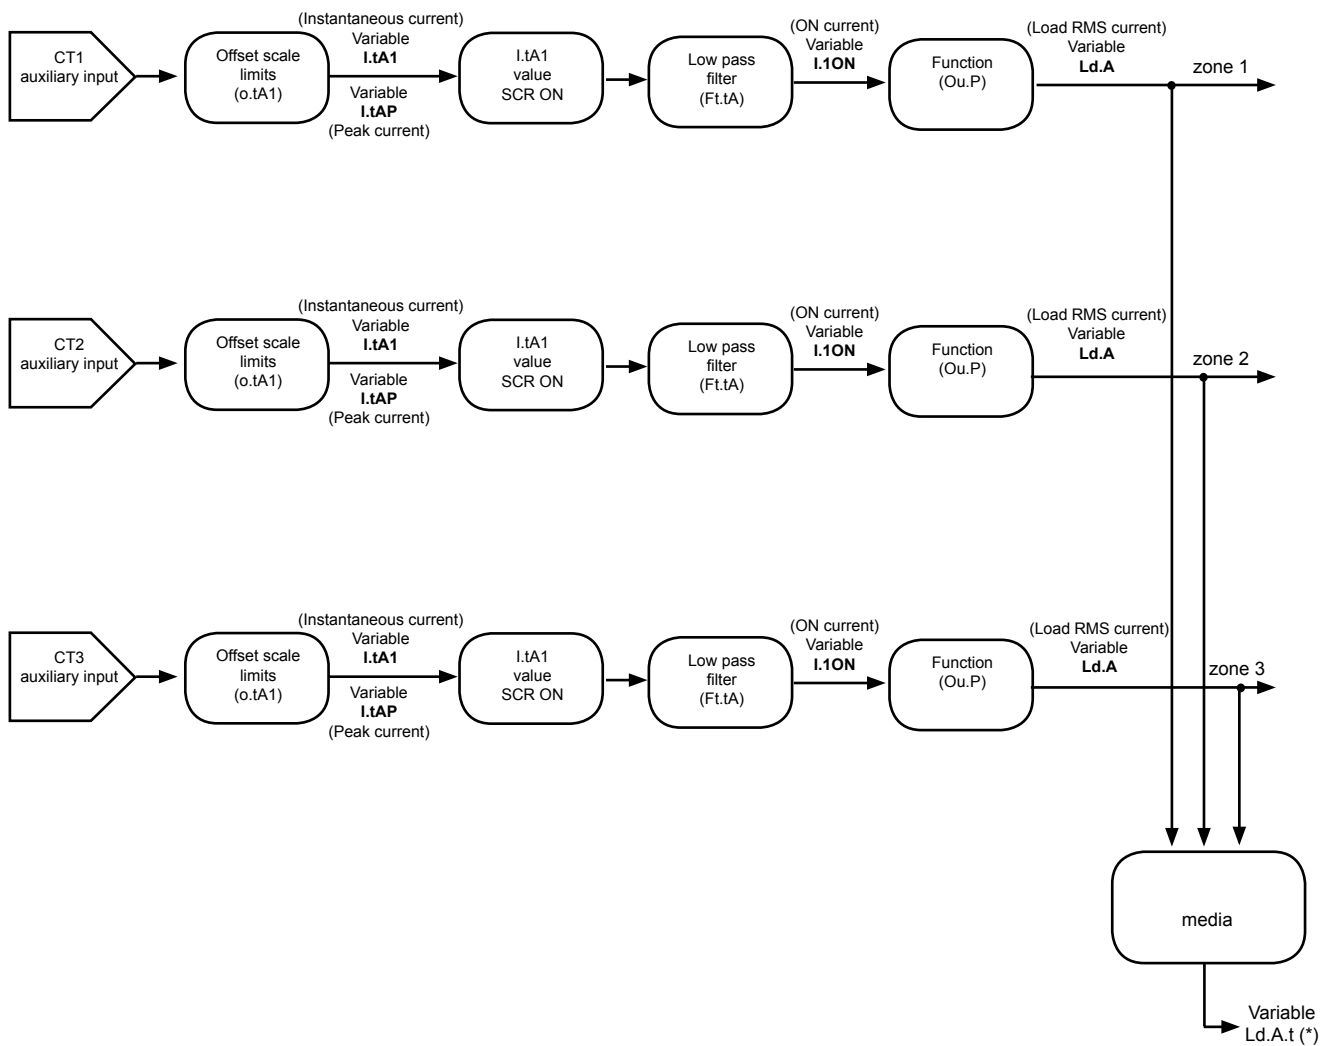 CT1
auxiliary input
Offset scale
limits
(o.tA1)
(Instantaneous current)
Variable
I.tA1
Variable
I.tAP
(Peak current)
I.tA1
value
SCR ON
Low pass
filter
(Ft.tA)
(ON current)
Variable
I.1ON
Function
(Ou.P)
(Load RMS current)
Variable
Ld.A
zone 1
CT2
auxiliary input
Offset scale
limits
(o.tA1)
(Instantaneous current)
Variable
I.tA1
Variable
I.tAP
(Peak current)
I.tA1
value
SCR ON
Low pass
filter
(Ft.tA)
(ON current)
Variable
I.1ON
Function
(Ou.P)
(Load RMS current)
Variable
Ld.A
zone 2
CT3
auxiliary input
Offset scale
limits
(o.tA1)
(Instantaneous current)
Variable
I.tA1
Variable
I.tAP
(Peak current)
I.tA1
value
SCR ON
Low pass
filter
(Ft.tA)
(ON current)
Variable
I.1ON
Function
(Ou.P)
(Load RMS current)
Variable
Ld.A
zone 3
media
Variable
Ld.A.t (*)